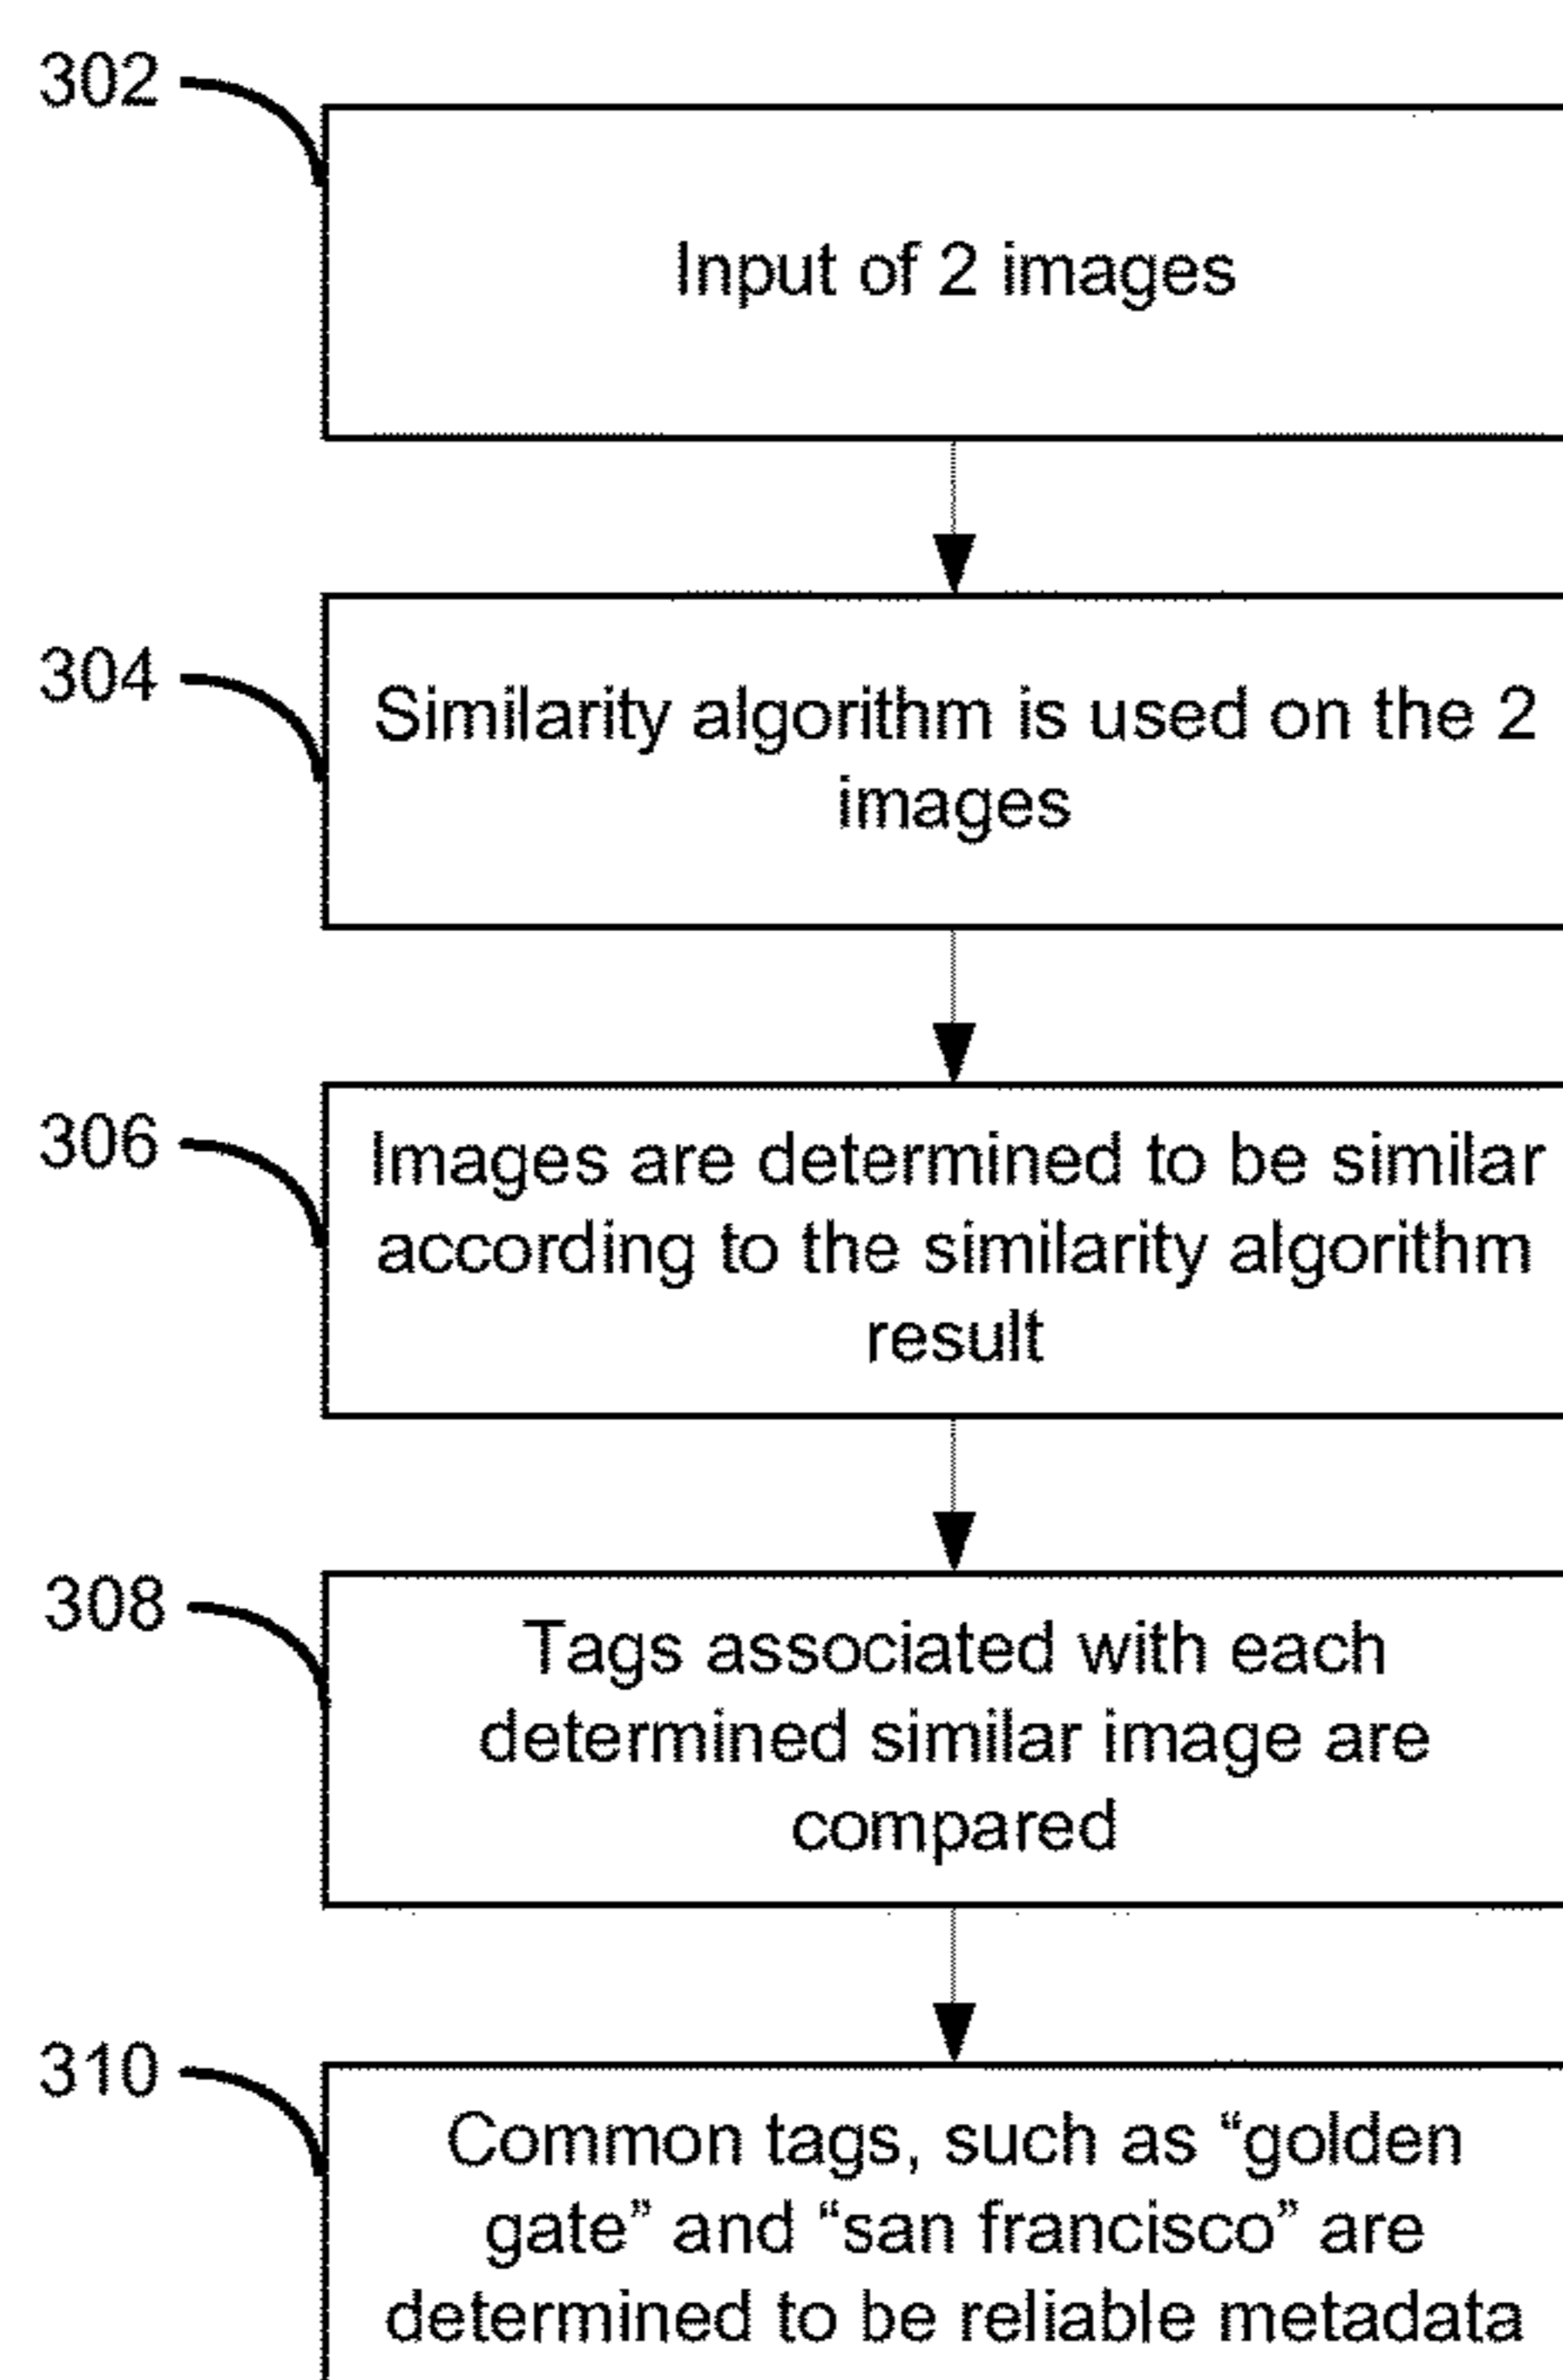 302
Input of 2 images
304
Similarity algorithm is used on the 2
images
306
Images are determined to be similar
according to the similarity algorithm
result
308
Tags associated with each
determined similar image are
compared
310
Common tags, such as “golden
gate” and “san francisco” are
determined to be reliable metadata